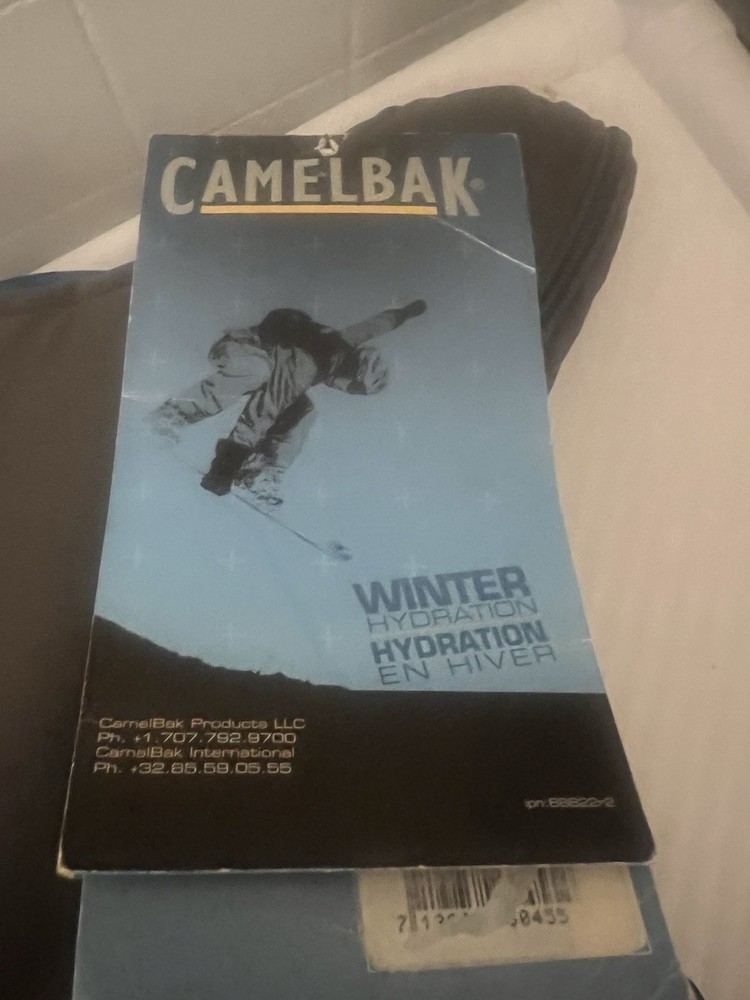 CAMELBAK®
WINTER
HYDRATION
HYDRATION
EN HIVER
CamelBak Products LLC
Ph. +1.707.792.9700
CamelBak International
Ph. +32.85.59.05.55